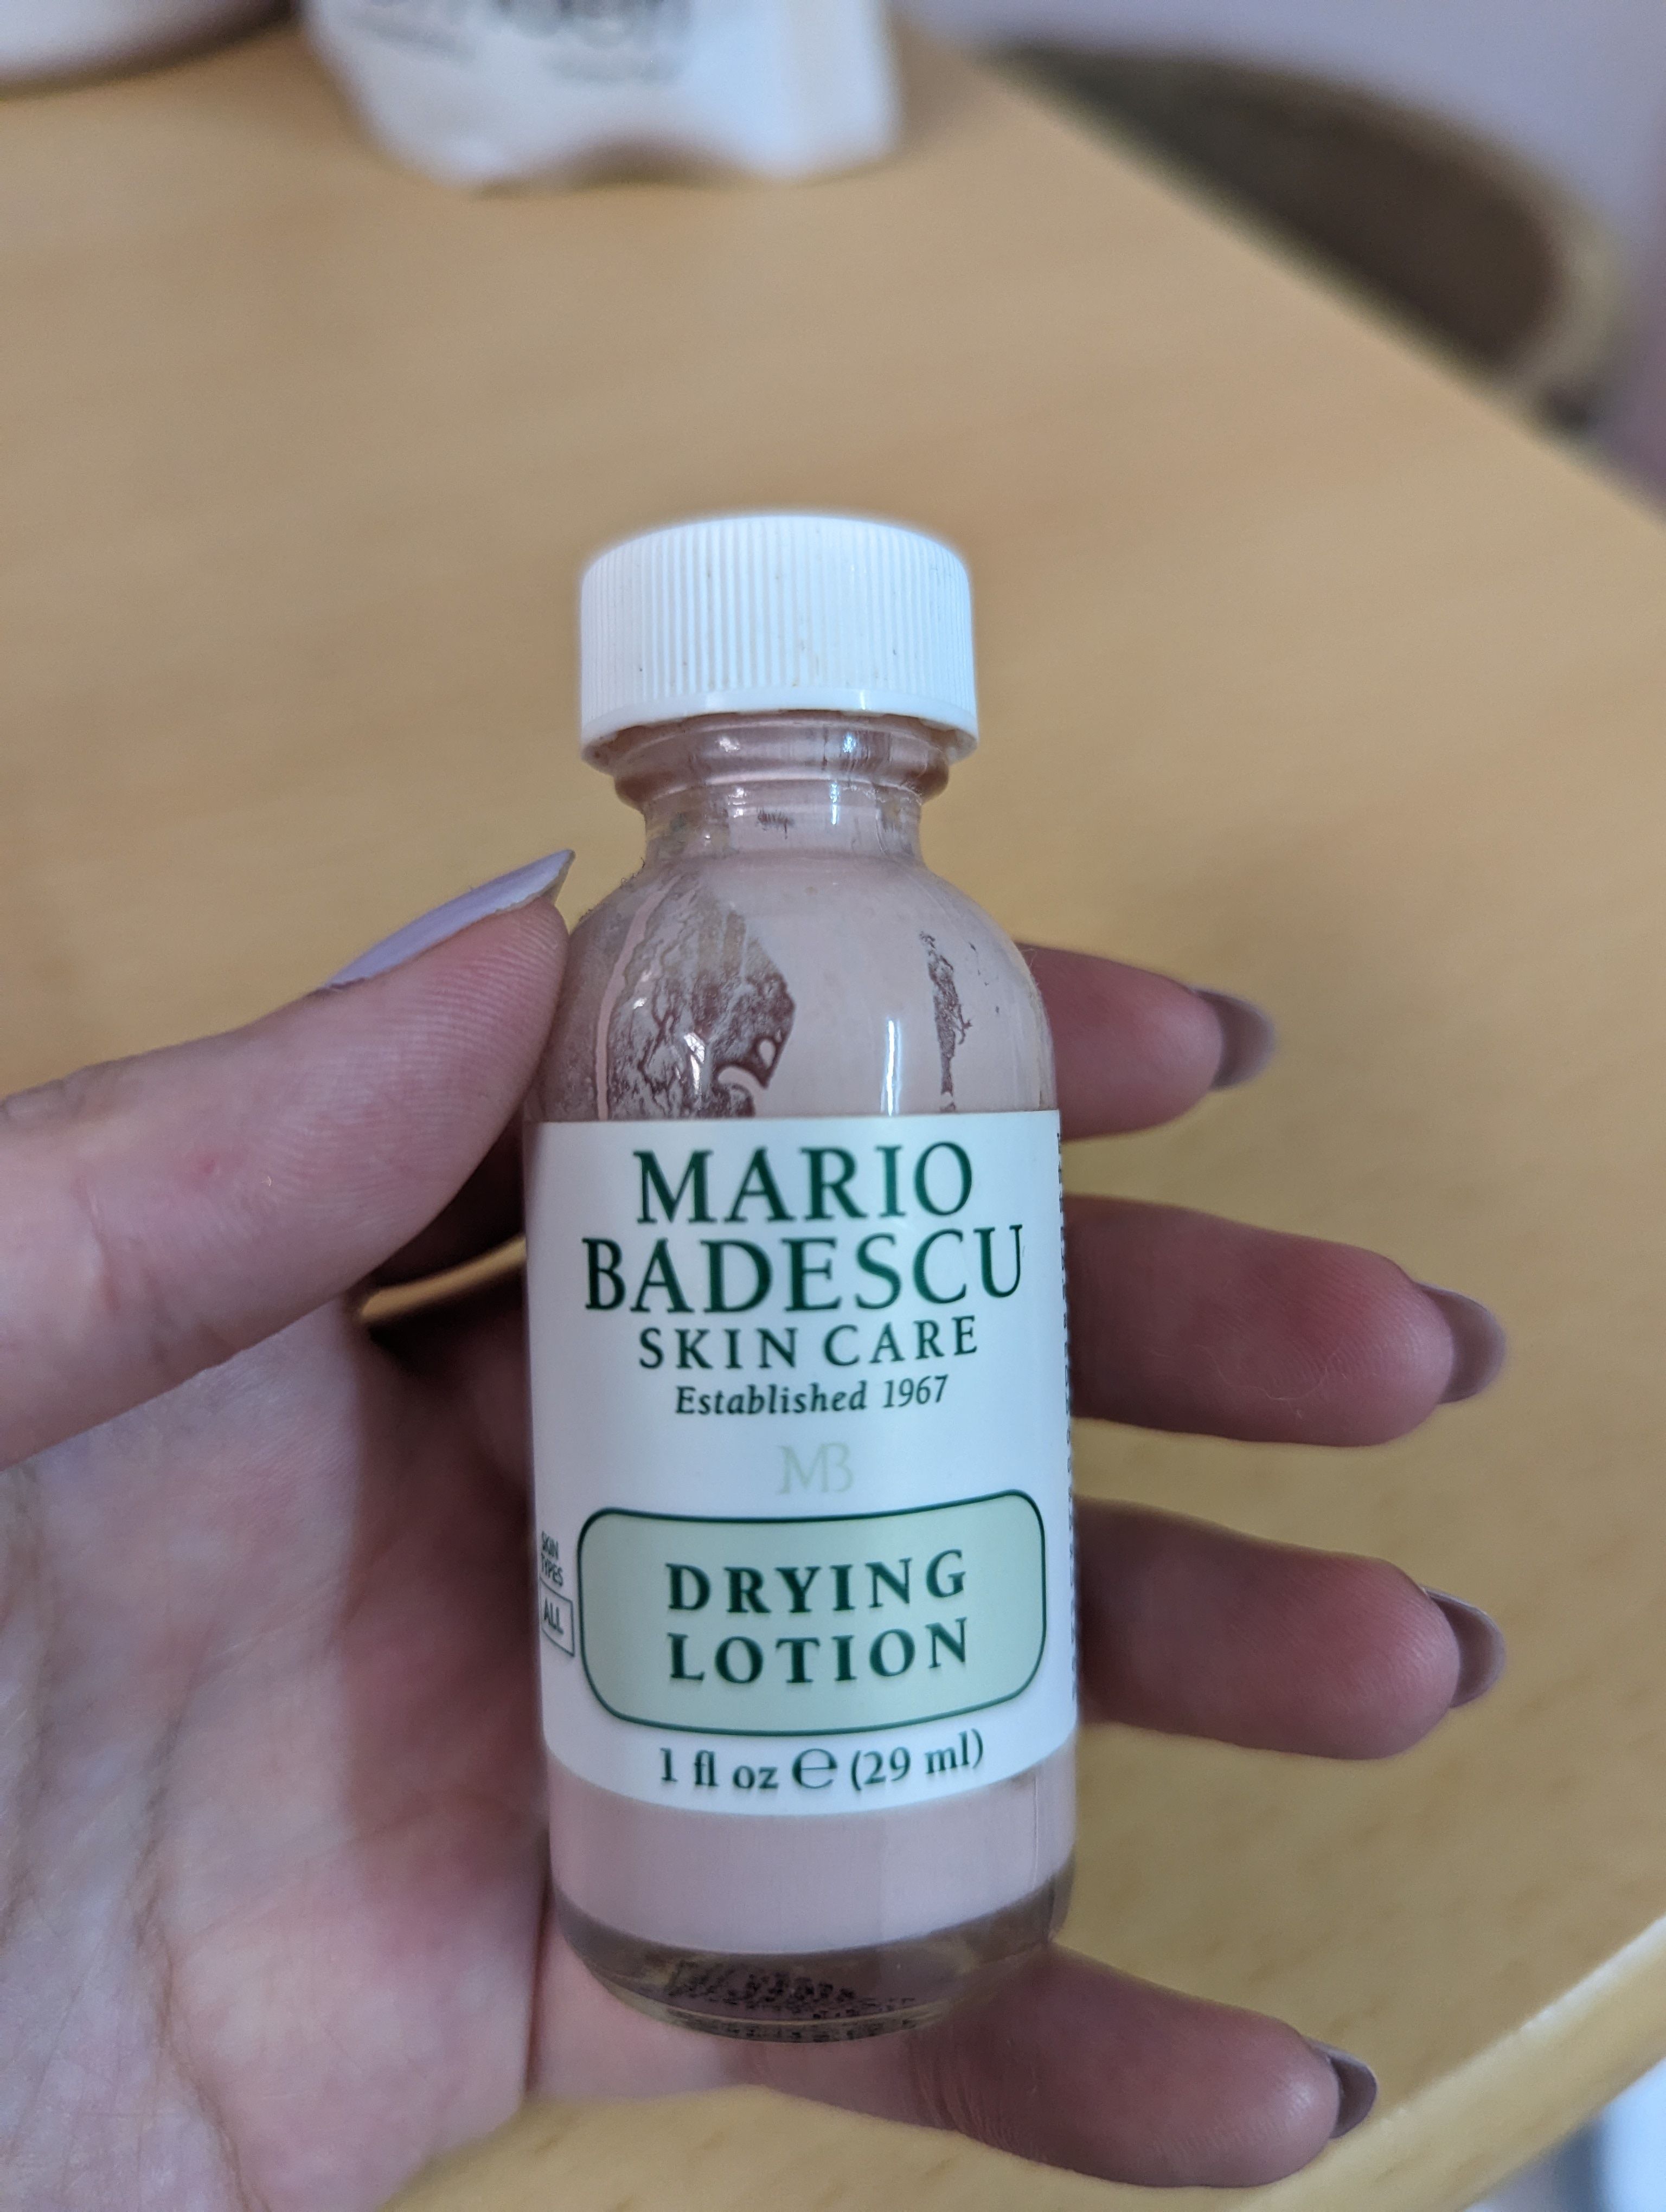 MARIO
BADESCU
SKIN CARE
Established 1967
MB
SKIN
TYPES
ALL
DRYING
LOTION
1 fl oz ℮ (29 ml)